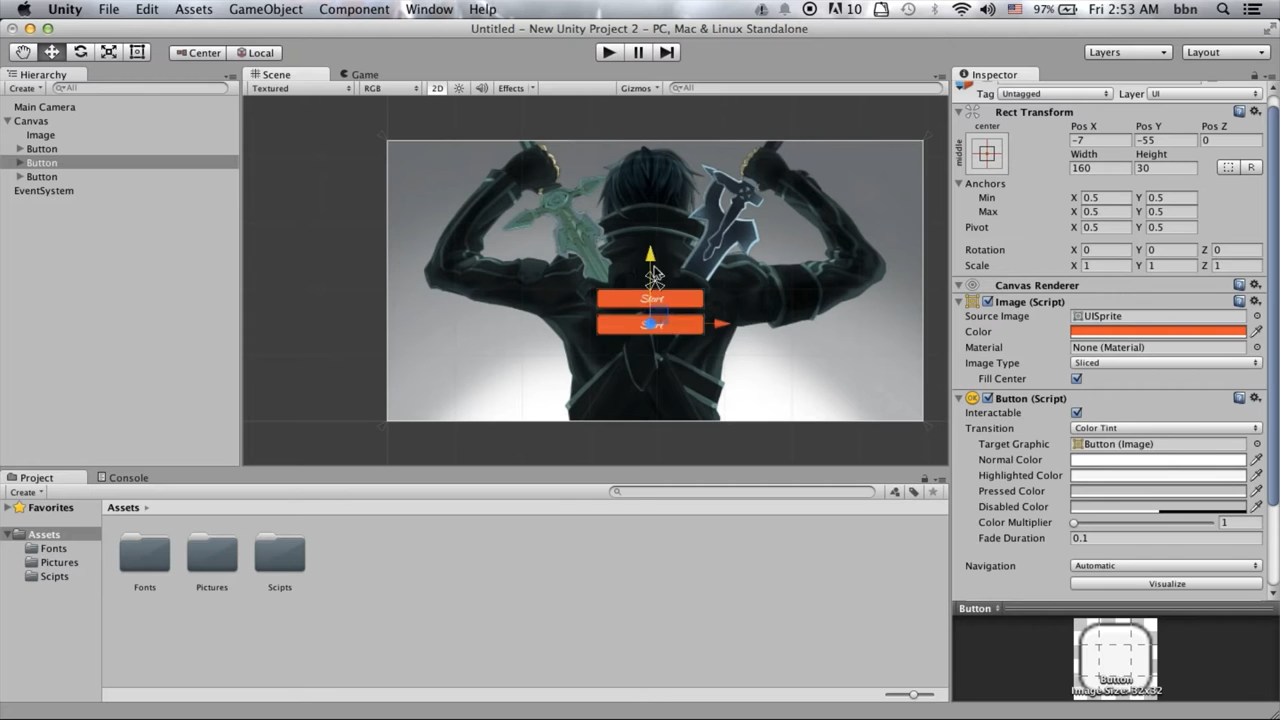 Unity File Edit Assets GameObject Component Window Help 10 97% Fri 2:53 AM bbn
Untitled - New Unity Project 2 - PC, Mac & Linux Standalone
Center Local Layers Layout
Hierarchy Scene Game Inspector
Create All Textured RGB 2D Effects Gizmos All
Tag Untagged Layer UI
Main Camera
Canvas
Image
Button
Button
Button
EventSystem
Start
Start
Rect Transform
center Pos X Pos Y Pos Z
middle -7 -55 0
Width Height
160 30 R
Anchors
Min X 0.5 Y 0.5
Max X 0.5 Y 0.5
Pivot X 0.5 Y 0.5
Rotation X 0 Y 0 Z 0
Scale X 1 Y 1 Z 1
Canvas Renderer
Image (Script)
Source Image UISprite
Color
Material None (Material)
Image Type Sliced
Fill Center
OK Button (Script)
Interactable
Transition Color Tint
Target Graphic Button (Image)
Normal Color
Highlighted Color
Pressed Color
Disabled Color
Color Multiplier 1
Fade Duration 0.1
Navigation Automatic
Visualize
Button
Button
Image Size: 32x32
Project Console
Create
Favorites
Assets
Fonts
Pictures
Scipts
Assets
Fonts Pictures Scipts